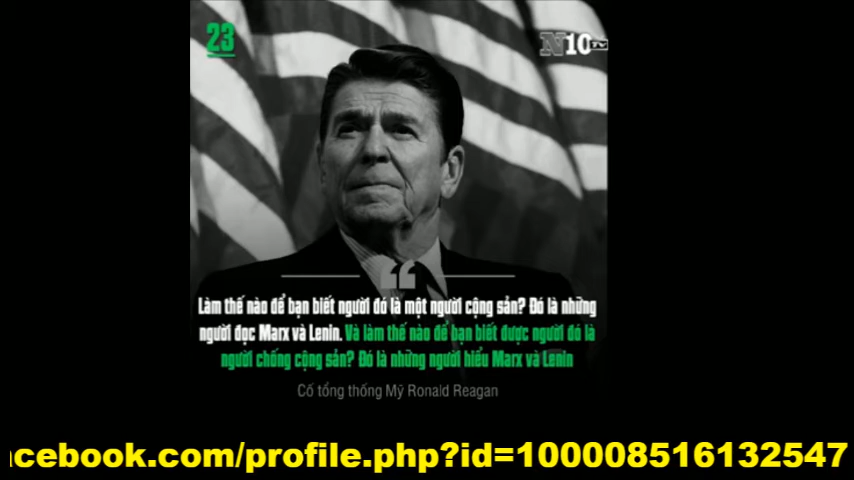 23
N10 TV
Làm thế nào để bạn biết người đó là một người cộng sản? Đó là những
người đọc Marx và Lenin. Và làm thế nào để bạn biết được người đó là
người chống cộng sản? Đó là những người hiểu Marx và Lenin
Cố tổng thống Mỹ Ronald Reagan
acebook.com/profile.php?id=100008516132547